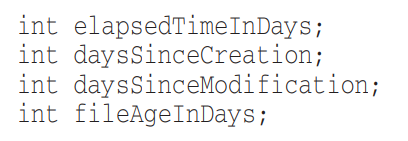 int elapsedTimeInDays;
int daysSinceCreation;
int daysSinceModification;
int fileAgeInDays;